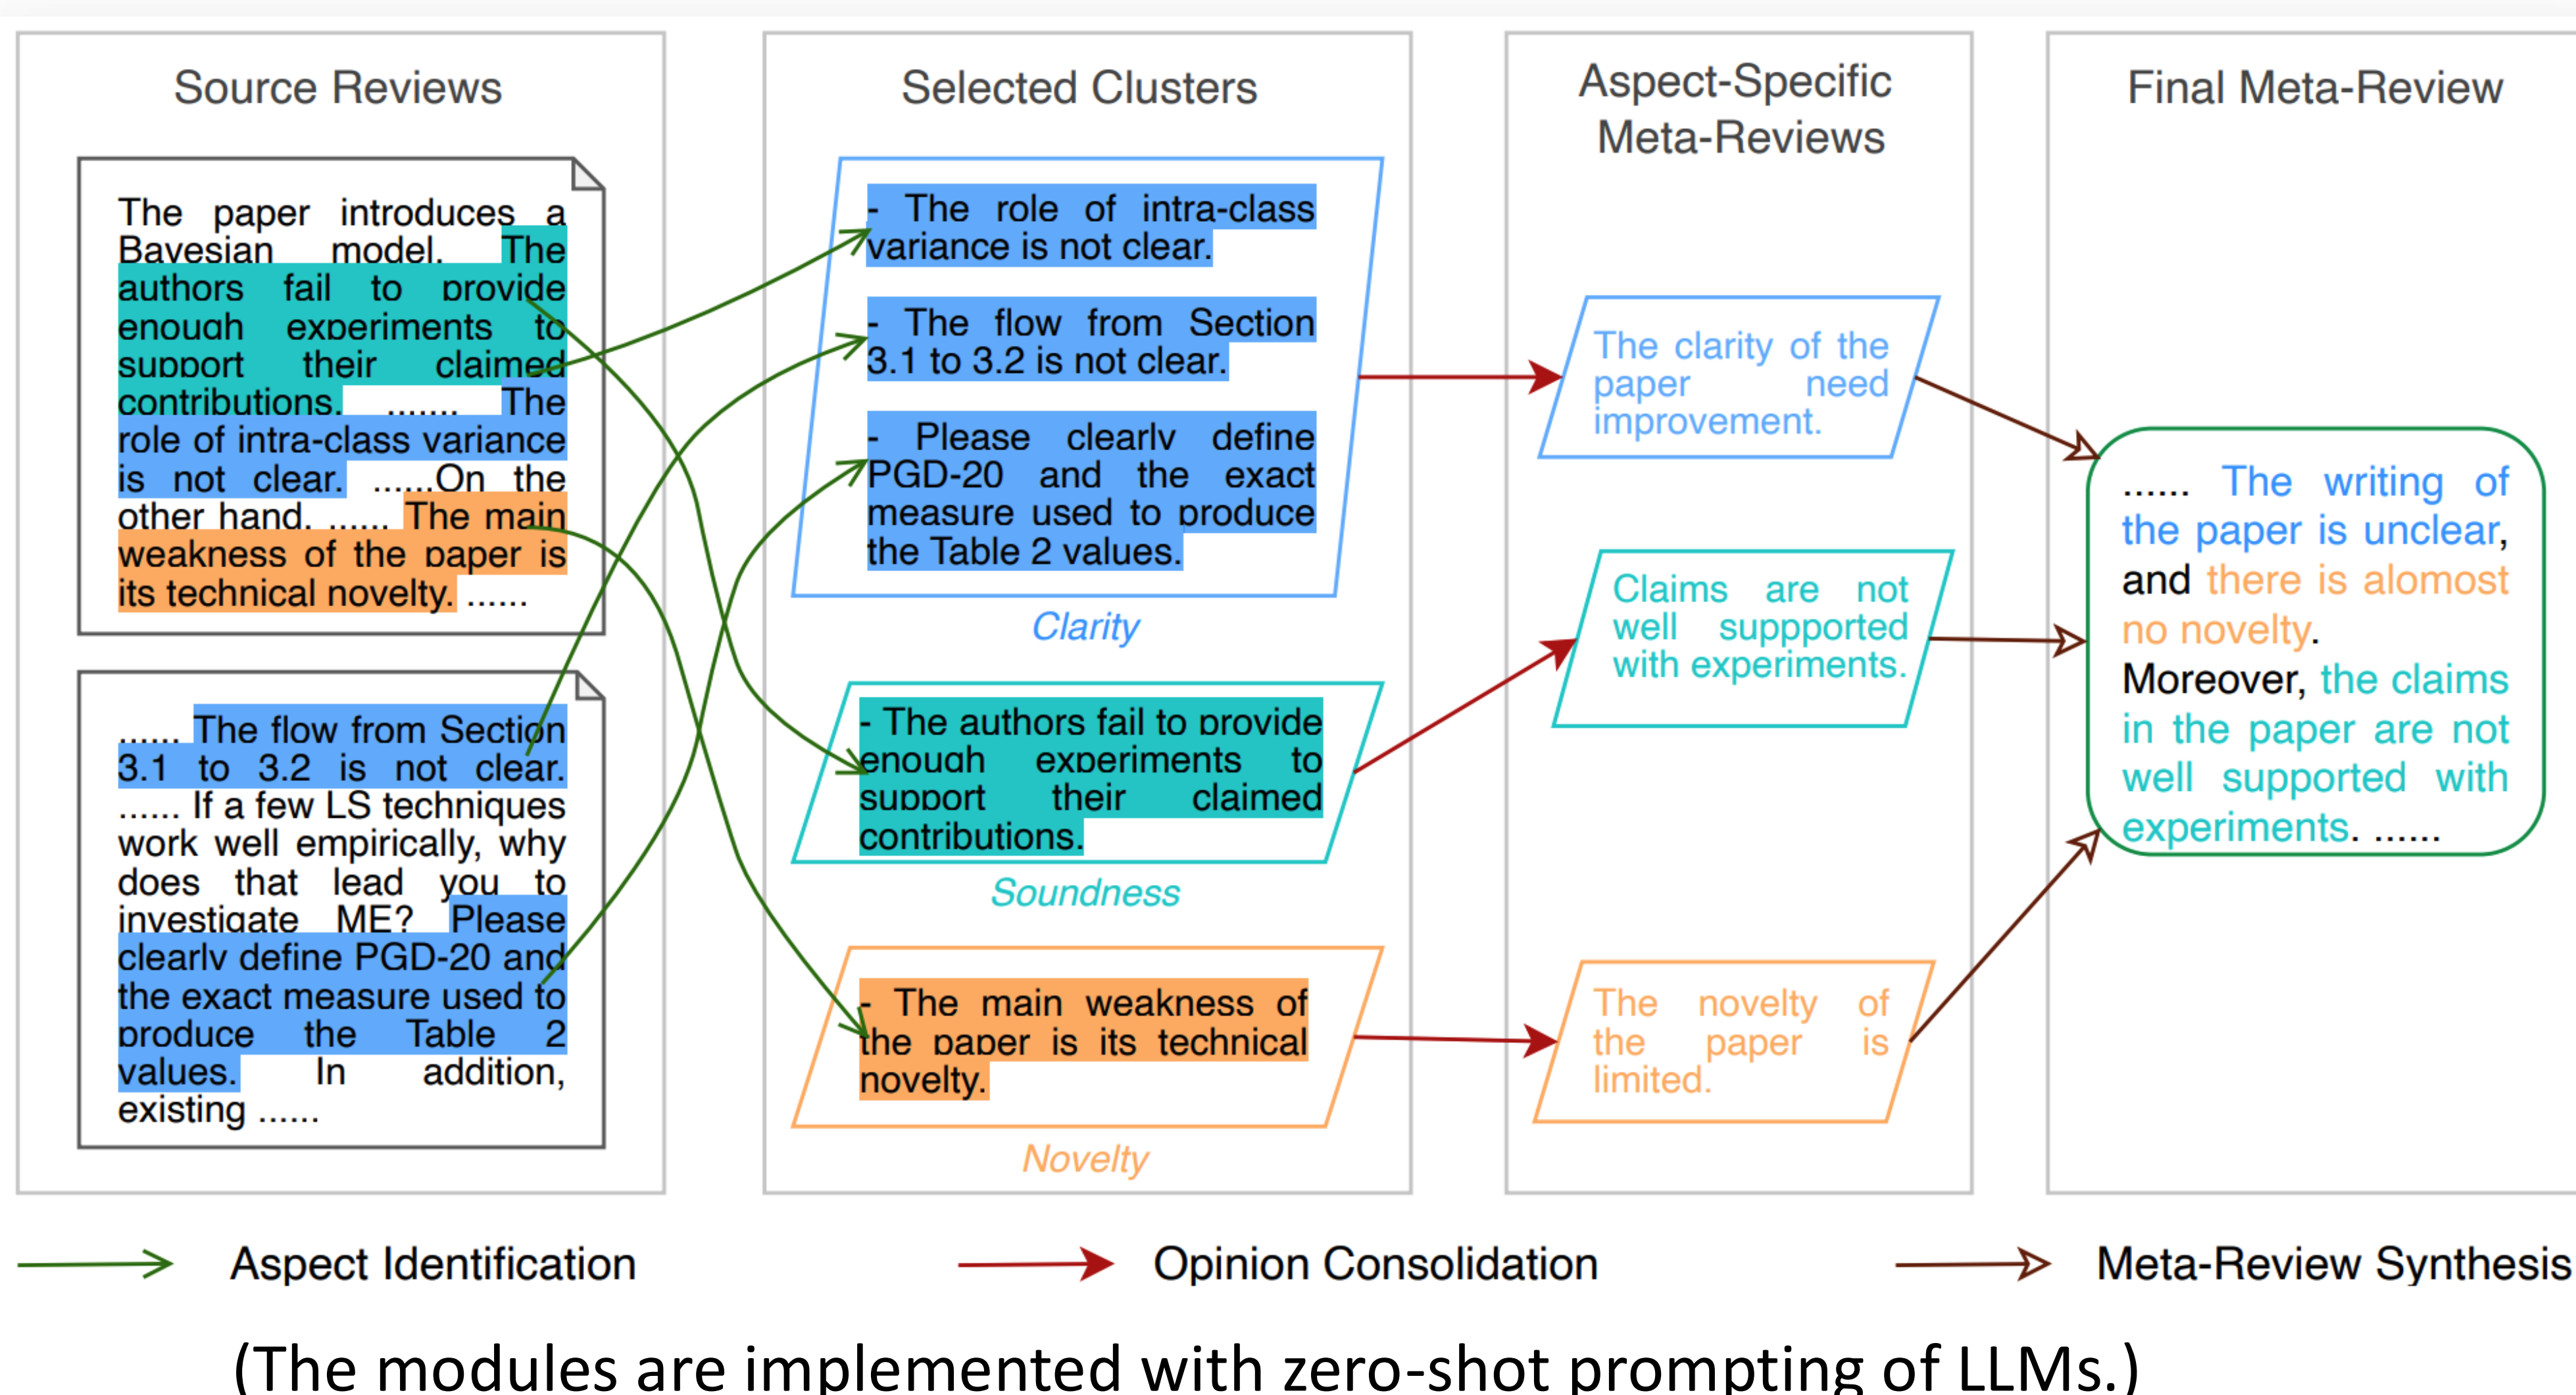 Source Reviews
The paper introduces a
Bayesian model. The
authors fail to provide
enough experiments to
support their claimed
contributions. ....... The
role of intra-class variance
is not clear. ......On the
other hand. ...... The main
weakness of the paper is
its technical novelty. ......
...... The flow from Section
3.1 to 3.2 is not clear.
...... If a few LS techniques
work well empirically, why
does that lead you to
investigate ME? Please
clearly define PGD-20 and
the exact measure used to
produce the Table 2
values. In addition,
existing ......
Selected Clusters
- The role of intra-class
variance is not clear.
- The flow from Section
3.1 to 3.2 is not clear.
- Please clearly define
PGD-20 and the exact
measure used to produce
the Table 2 values.
Clarity
- The authors fail to provide
enough experiments to
support their claimed
contributions.
Soundness
- The main weakness of
the paper is its technical
novelty.
Novelty
Aspect-Specific
Meta-Reviews
The clarity of the
paper need
improvement.
Claims are not
well suppported
with experiments.
The novelty of
the paper is
limited.
Final Meta-Review
...... The writing of
the paper is unclear,
and there is alomost
no novelty.
Moreover, the claims
in the paper are not
well supported with
experiments. ......
Aspect Identification
Opinion Consolidation
Meta-Review Synthesis
(The modules are implemented with zero-shot prompting of LLMs.)